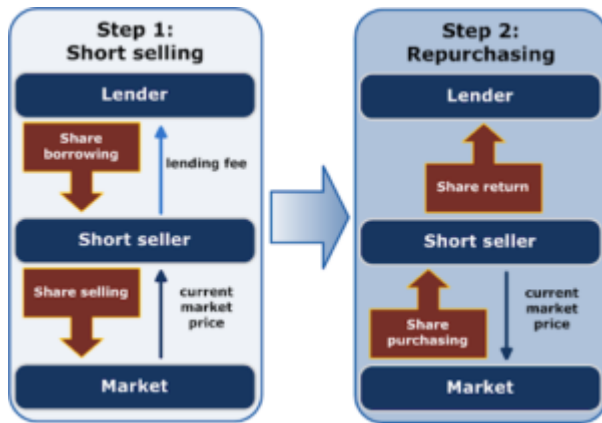 Step 1:
Short selling
Lender
Share
borrowing
lending fee
Short seller
Share selling
current
market
price
Market
Step 2:
Repurchasing
Lender
Share return
Short seller
Share
purchasing
current
market
price
Market